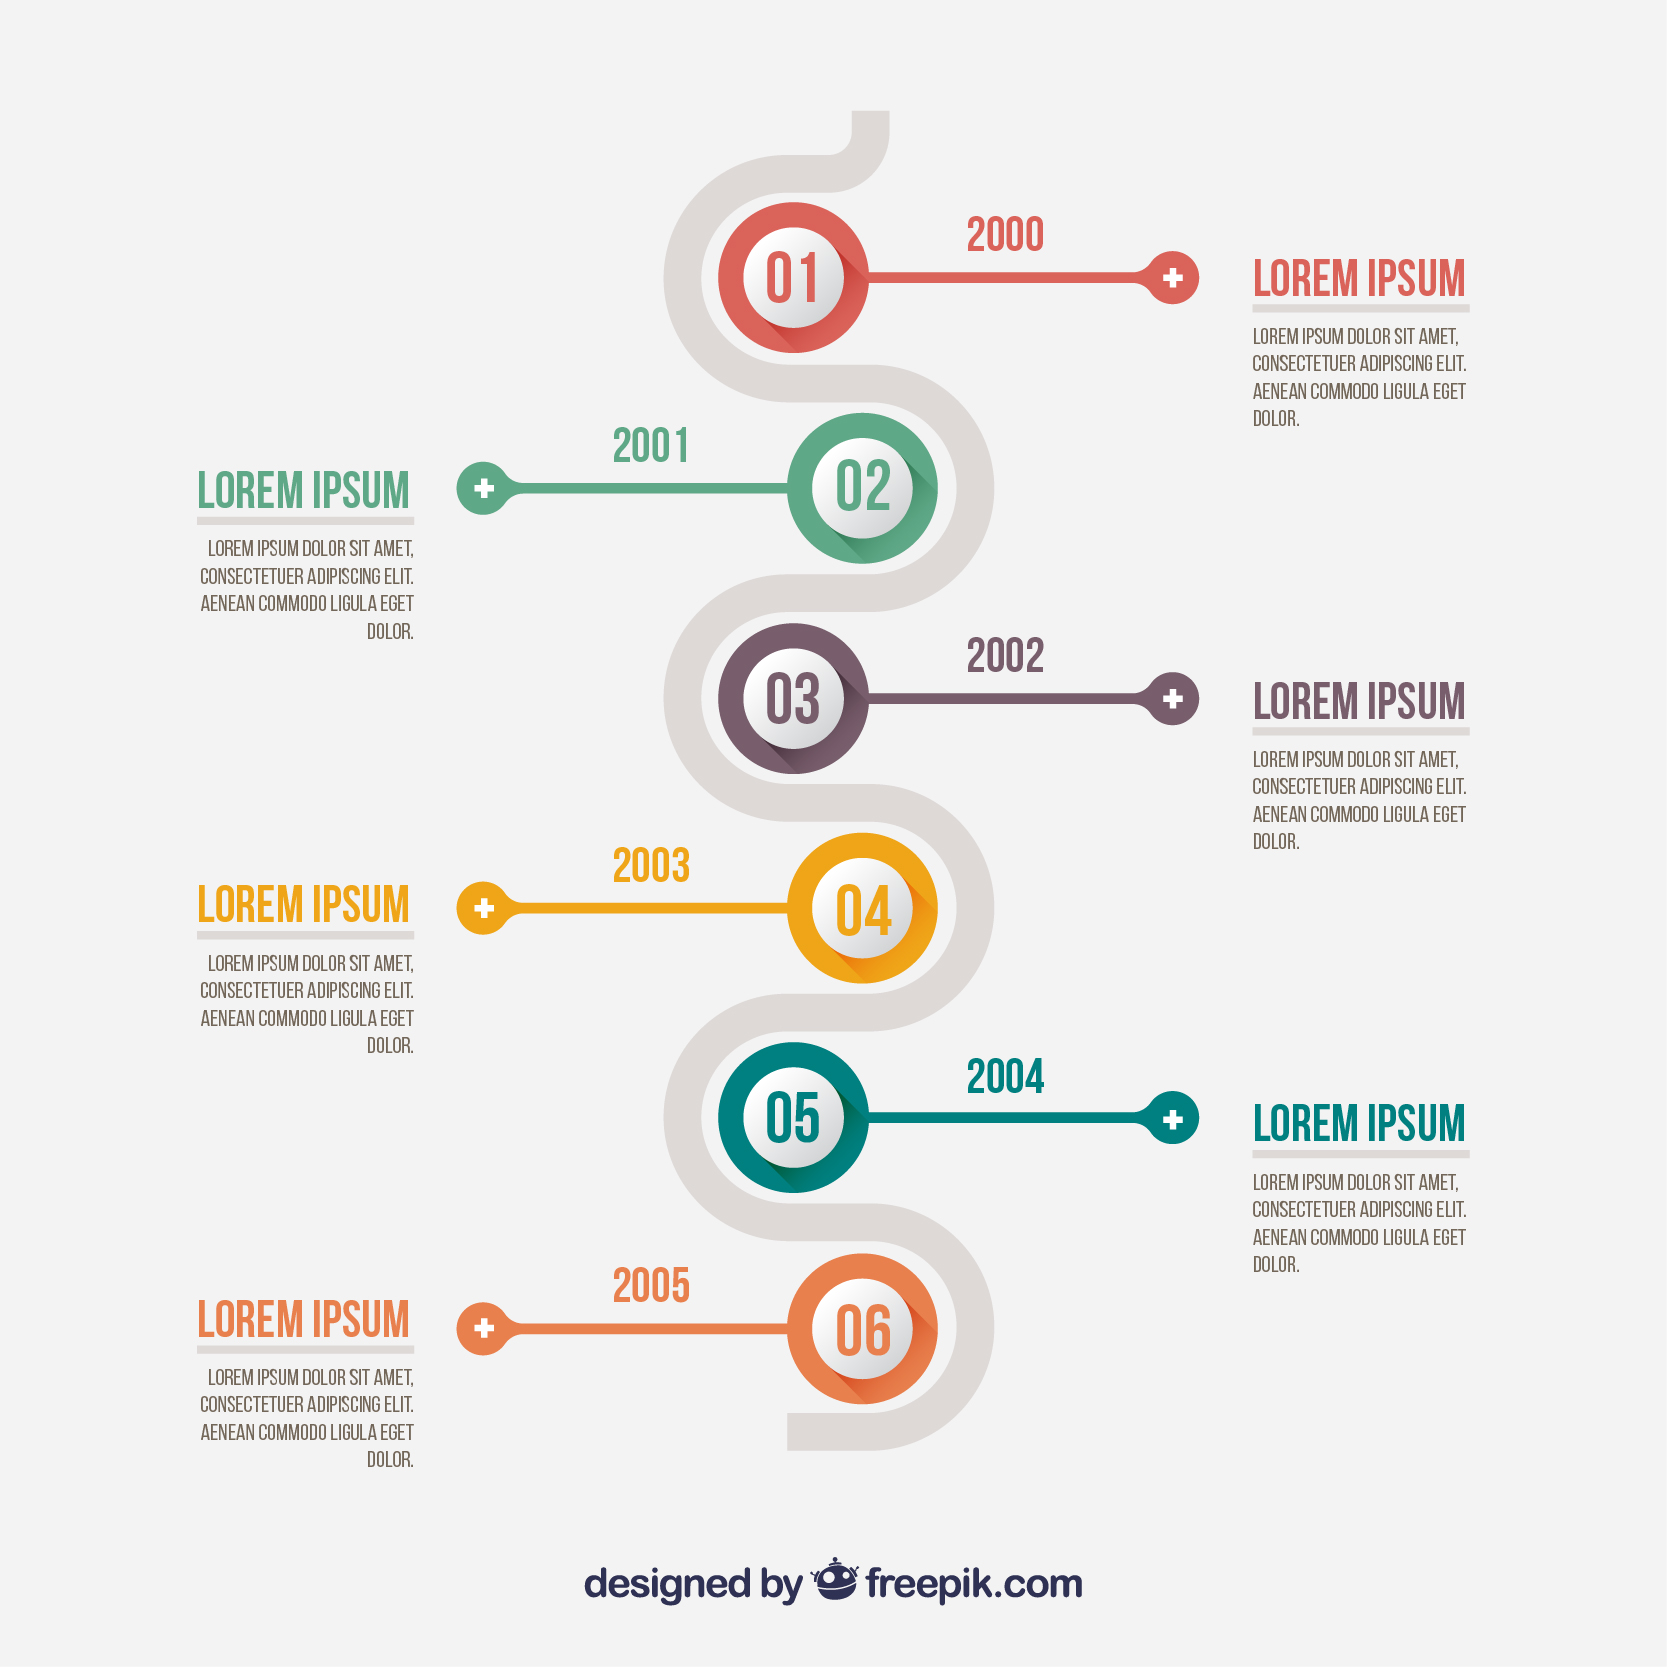 2000
01
LOREM IPSUM
LOREM IPSUM DOLOR SIT AMET,
CONSECTETUER ADIPISCING ELIT.
AENEAN COMMODO LIGULA EGET
DOLOR.
2001
02
LOREM IPSUM
LOREM IPSUM DOLOR SIT AMET,
CONSECTETUER ADIPISCING ELIT.
AENEAN COMMODO LIGULA EGET
DOLOR.
2002
03
LOREM IPSUM
LOREM IPSUM DOLOR SIT AMET,
CONSECTETUER ADIPISCING ELIT.
AENEAN COMMODO LIGULA EGET
DOLOR.
2003
04
LOREM IPSUM
LOREM IPSUM DOLOR SIT AMET,
CONSECTETUER ADIPISCING ELIT.
AENEAN COMMODO LIGULA EGET
DOLOR.
2004
05
LOREM IPSUM
LOREM IPSUM DOLOR SIT AMET,
CONSECTETUER ADIPISCING ELIT.
AENEAN COMMODO LIGULA EGET
DOLOR.
2005
06
LOREM IPSUM
LOREM IPSUM DOLOR SIT AMET,
CONSECTETUER ADIPISCING ELIT.
AENEAN COMMODO LIGULA EGET
DOLOR.
designed by freepik.com